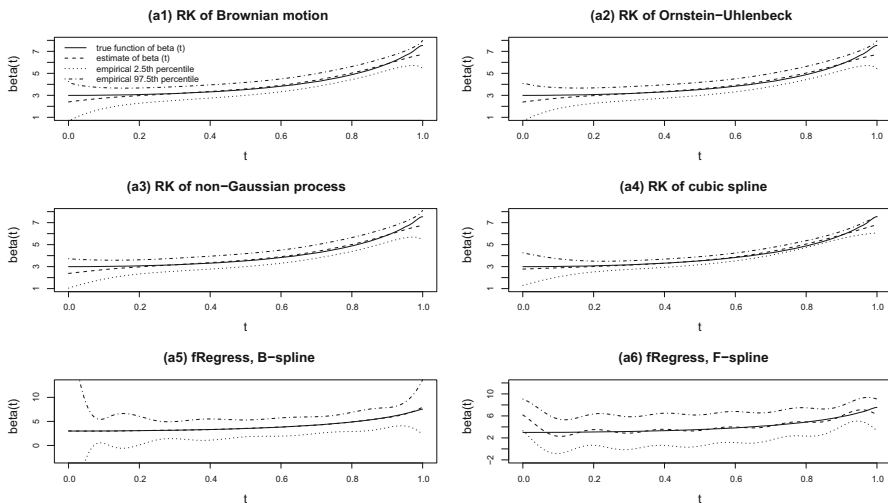 (a1) RK of Brownian motion
beta(t)
1 3 5 7
true function of beta (t)
estimate of beta (t)
empirical 2.5th percentile
empirical 97.5th percentile
0.0 0.2 0.4 0.6 0.8 1.0
t
(a2) RK of Ornstein−Uhlenbeck
beta(t)
1 3 5 7
0.0 0.2 0.4 0.6 0.8 1.0
t
(a3) RK of non−Gaussian process
beta(t)
1 3 5 7
0.0 0.2 0.4 0.6 0.8 1.0
t
(a4) RK of cubic spline
beta(t)
1 3 5 7
0.0 0.2 0.4 0.6 0.8 1.0
t
(a5) fRegress, B−spline
beta(t)
0 5 10
0.0 0.2 0.4 0.6 0.8 1.0
t
(a6) fRegress, F−spline
beta(t)
−2 2 4 6 8 12
0.0 0.2 0.4 0.6 0.8 1.0
t